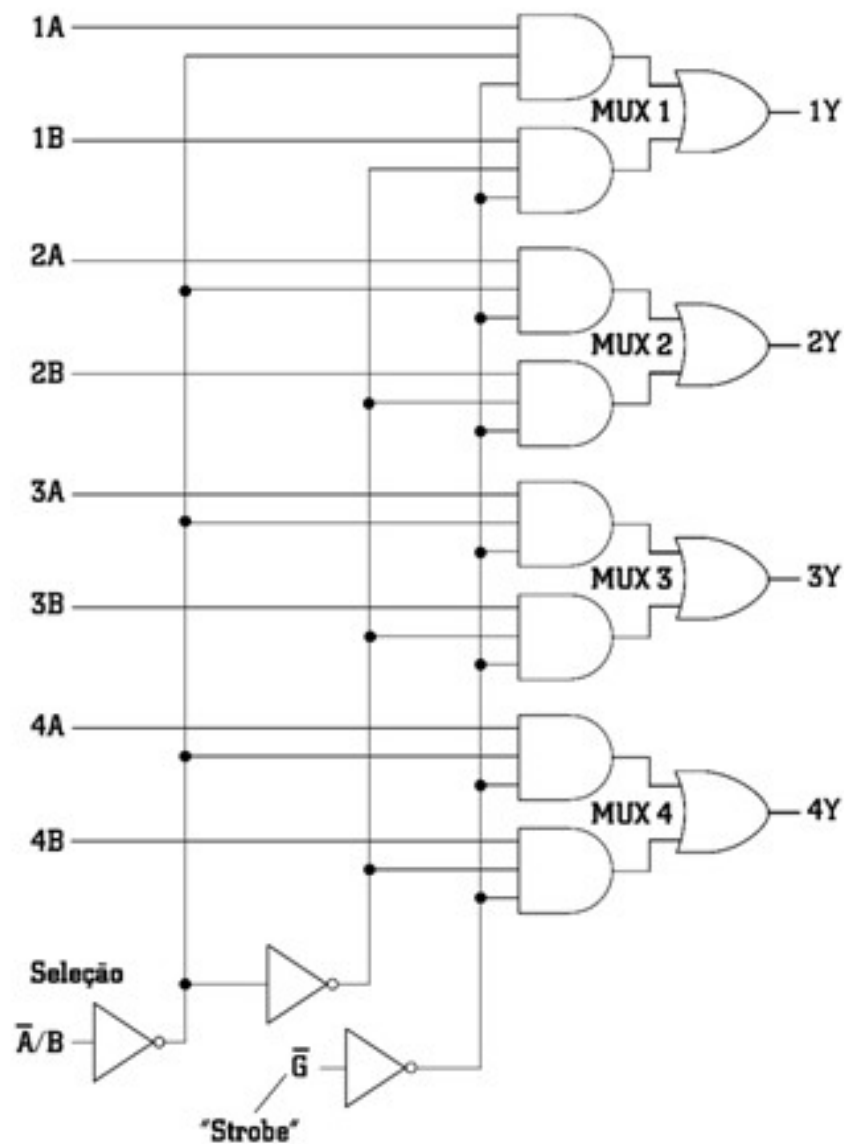 1A
MUX 1
1Y
1B
2A
MUX 2
2Y
2B
3A
MUX 3
3Y
3B
4A
MUX 4
4Y
4B
Seleção
A̅/B
G̅
"Strobe"